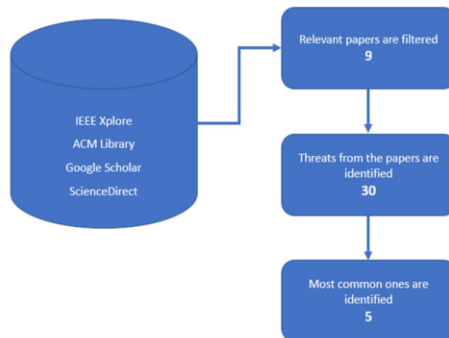 IEEE Xplore
ACM Library
Google Scholar
ScienceDirect
Relevant papers are filtered
9
Threats from the papers are
identified
30
Most common ones are
identified
5